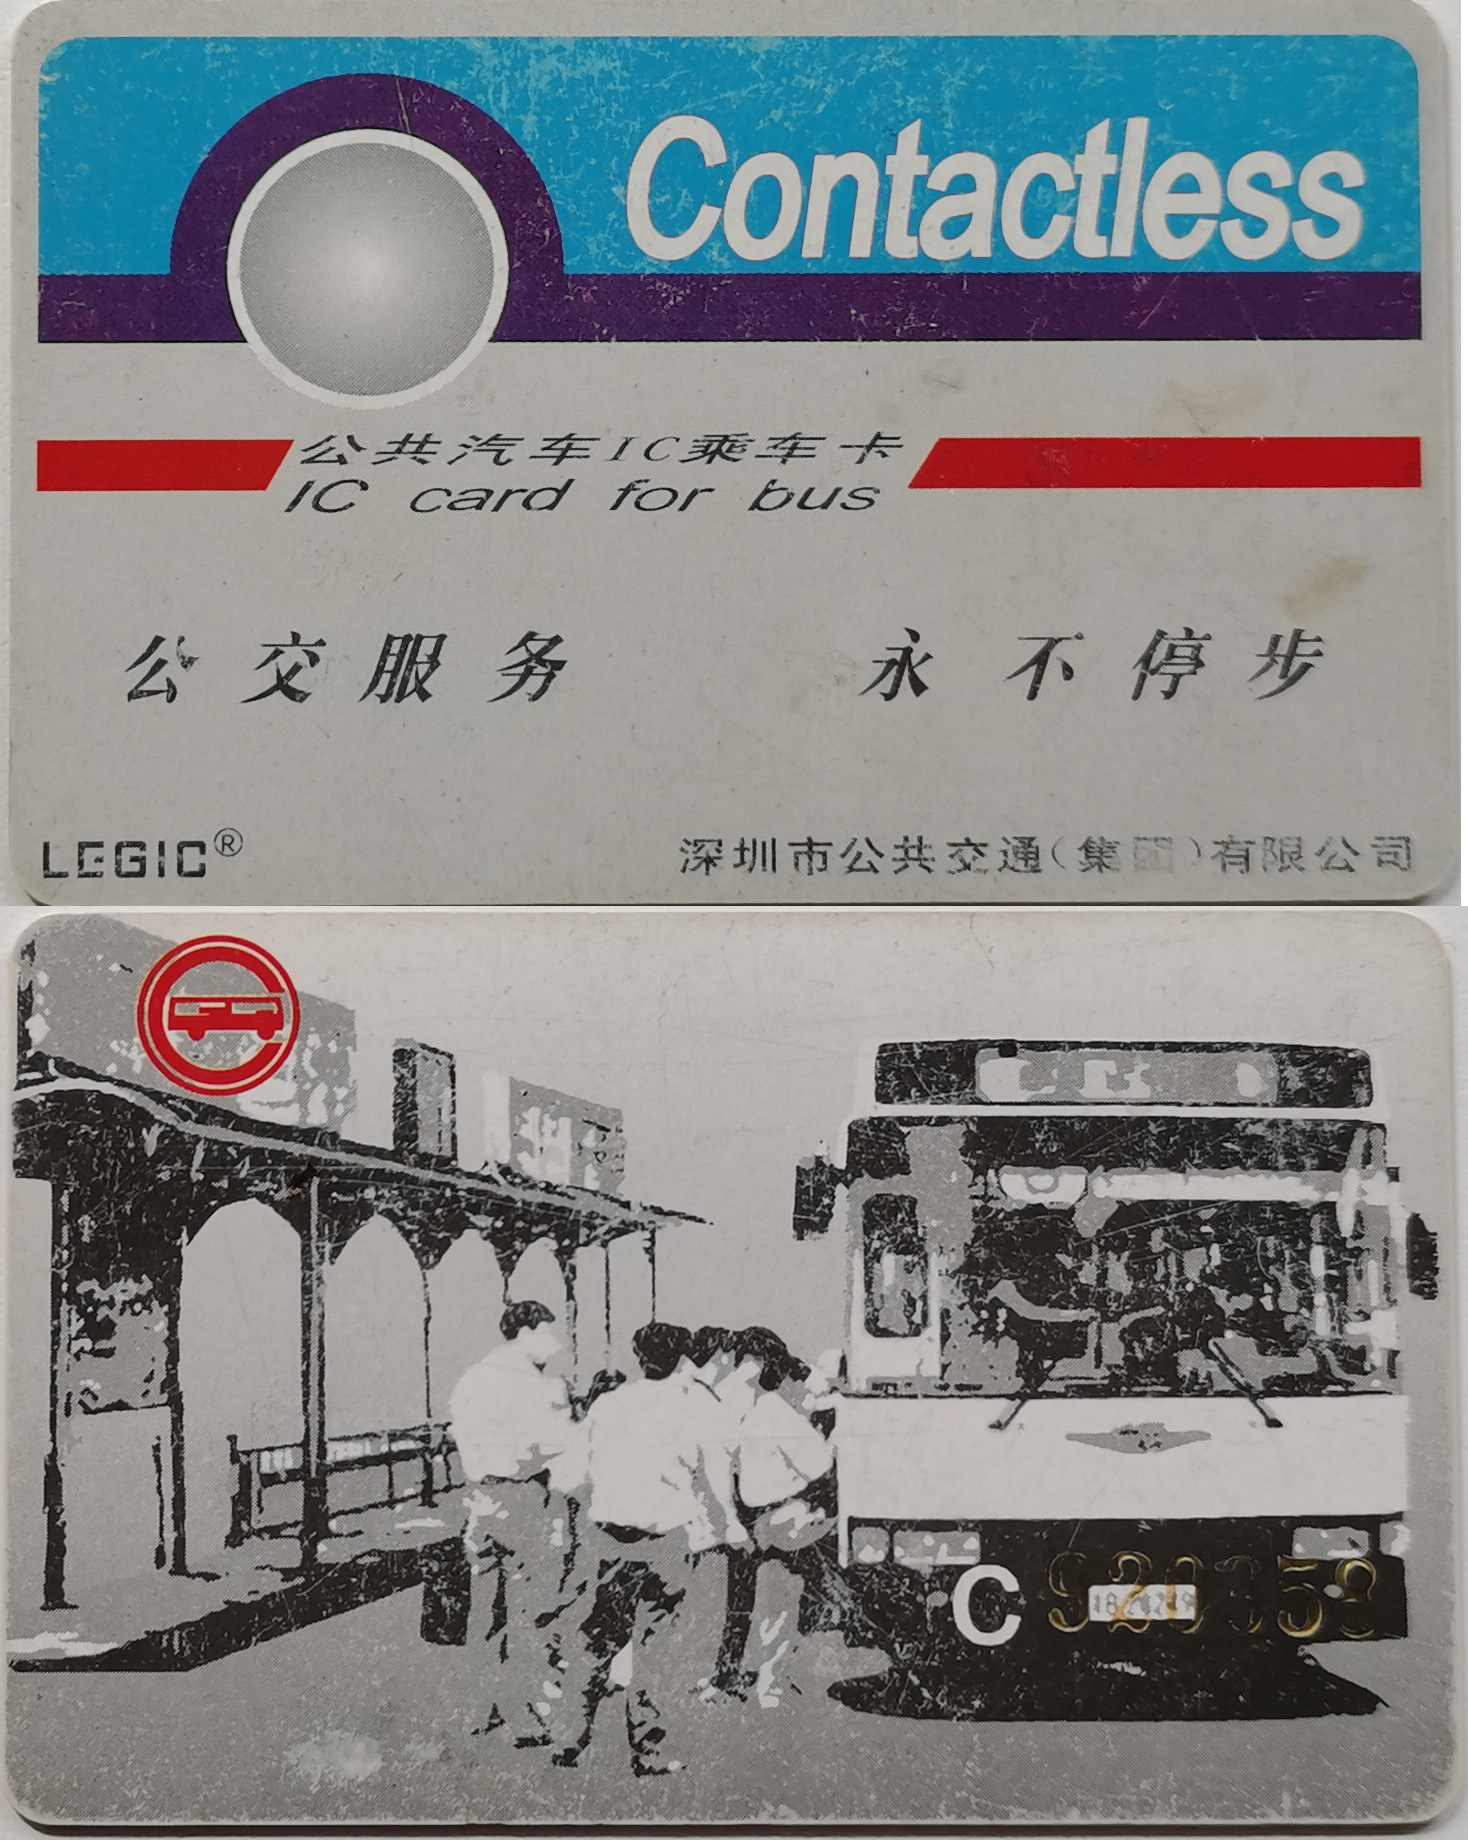 Contactless
公共汽车IC乘车卡
IC card for bus
公交服务 永不停步
LEGIC®
深圳市公共交通(集团)有限公司
C